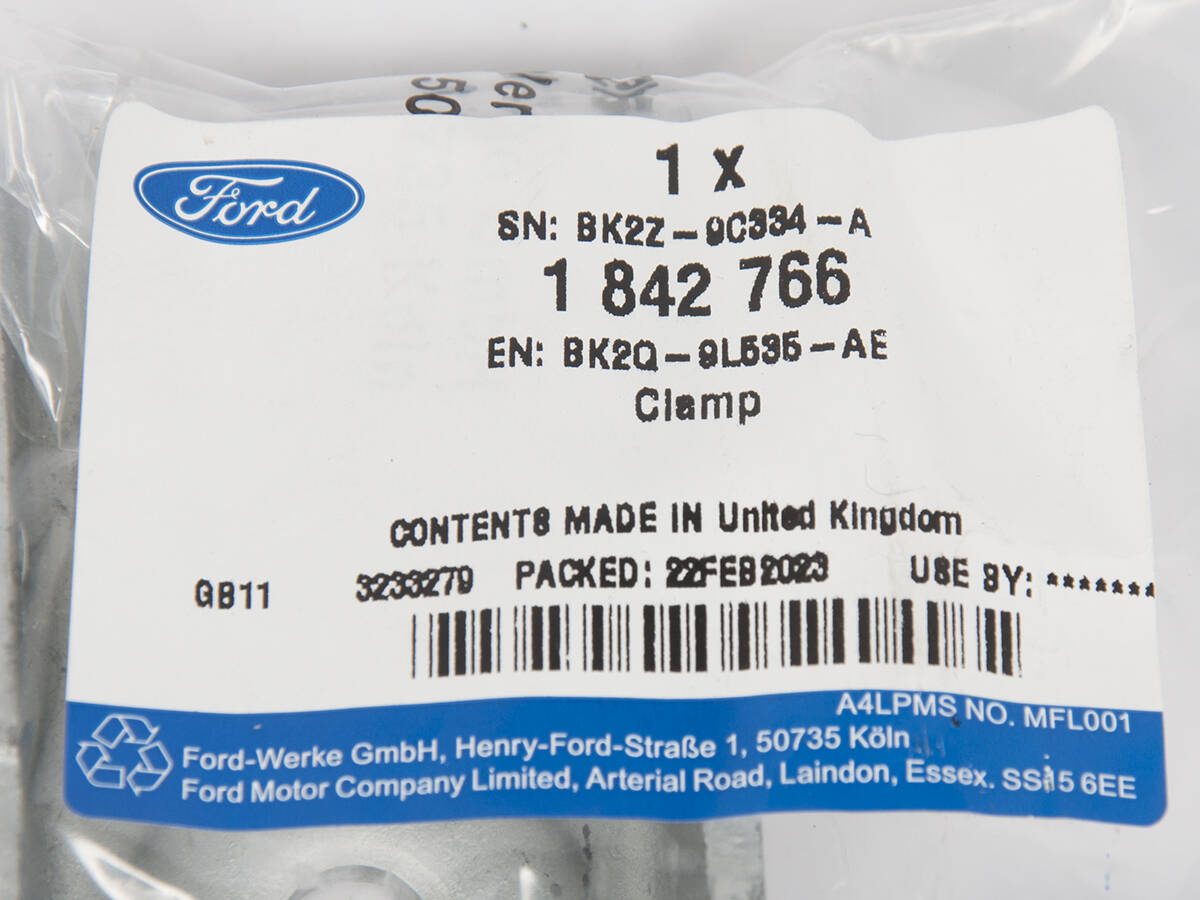 Ford
1 X
SN: BK2Z-9C334-A
1 842 766
EN: BK2Q-9L535-AE
Clamp
CONTENTS MADE IN United Kingdom
GB11 3233279 PACKED: 22FEB2023 USE BY: *******
A4LPMS NO. MFL001
Ford-Werke GmbH, Henry-Ford-Straße 1, 50735 Köln
Ford Motor Company Limited, Arterial Road, Laindon, Essex. SS15 6EE